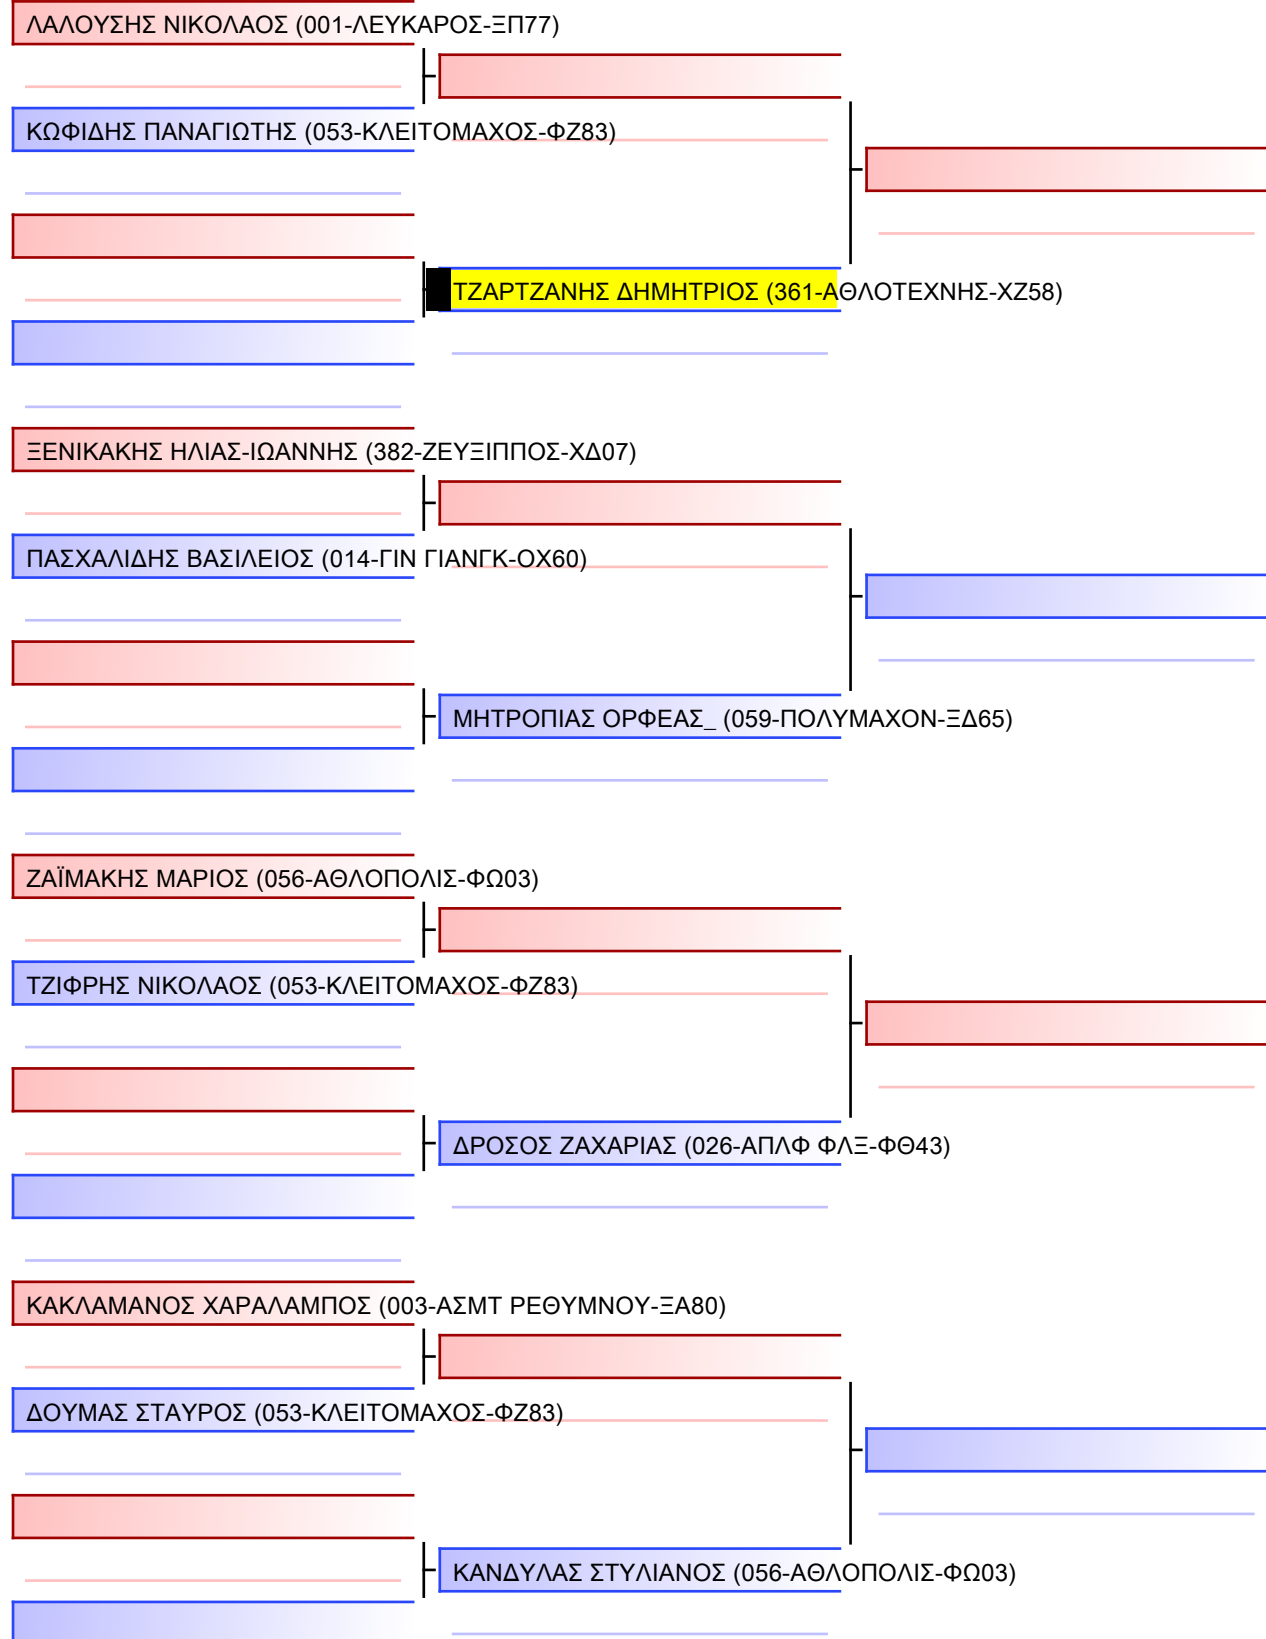 ΛΑΛΟΥΣΗΣ ΝΙΚΟΛΑΟΣ (001-ΛΕΥΚΑΡΟΣ-ΞΠ77)
ΚΩΦΙΔΗΣ ΠΑΝΑΓΙΩΤΗΣ (053-ΚΛΕΙΤΟΜΑΧΟΣ-ΦΖ83)
ΤΖΑΡΤΖΑΝΗΣ ΔΗΜΗΤΡΙΟΣ (361-ΑΘΛΟΤΕΧΝΗΣ-ΧΖ58)
ΞΕΝΙΚΑΚΗΣ ΗΛΙΑΣ-ΙΩΑΝΝΗΣ (382-ΖΕΥΞΙΠΠΟΣ-ΧΔ07)
ΠΑΣΧΑΛΙΔΗΣ ΒΑΣΙΛΕΙΟΣ (014-ΓΙΝ ΓΙΑΝΓΚ-ΟΧ60)
ΜΗΤΡΟΠΙΑΣ ΟΡΦΕΑΣ_ (059-ΠΟΛΥΜΑΧΟΝ-ΞΔ65)
ΖΑΪΜΑΚΗΣ ΜΑΡΙΟΣ (056-ΑΘΛΟΠΟΛΙΣ-ΦΩ03)
ΤΖΙΦΡΗΣ ΝΙΚΟΛΑΟΣ (053-ΚΛΕΙΤΟΜΑΧΟΣ-ΦΖ83)
ΔΡΟΣΟΣ ΖΑΧΑΡΙΑΣ (026-ΑΠΛΦ ΦΛΞ-ΦΘ43)
ΚΑΚΛΑΜΑΝΟΣ ΧΑΡΑΛΑΜΠΟΣ (003-ΑΣΜΤ ΡΕΘΥΜΝΟΥ-ΞΑ80)
ΔΟΥΜΑΣ ΣΤΑΥΡΟΣ (053-ΚΛΕΙΤΟΜΑΧΟΣ-ΦΖ83)
ΚΑΝΔΥΛΑΣ ΣΤΥΛΙΑΝΟΣ (056-ΑΘΛΟΠΟΛΙΣ-ΦΩ03)